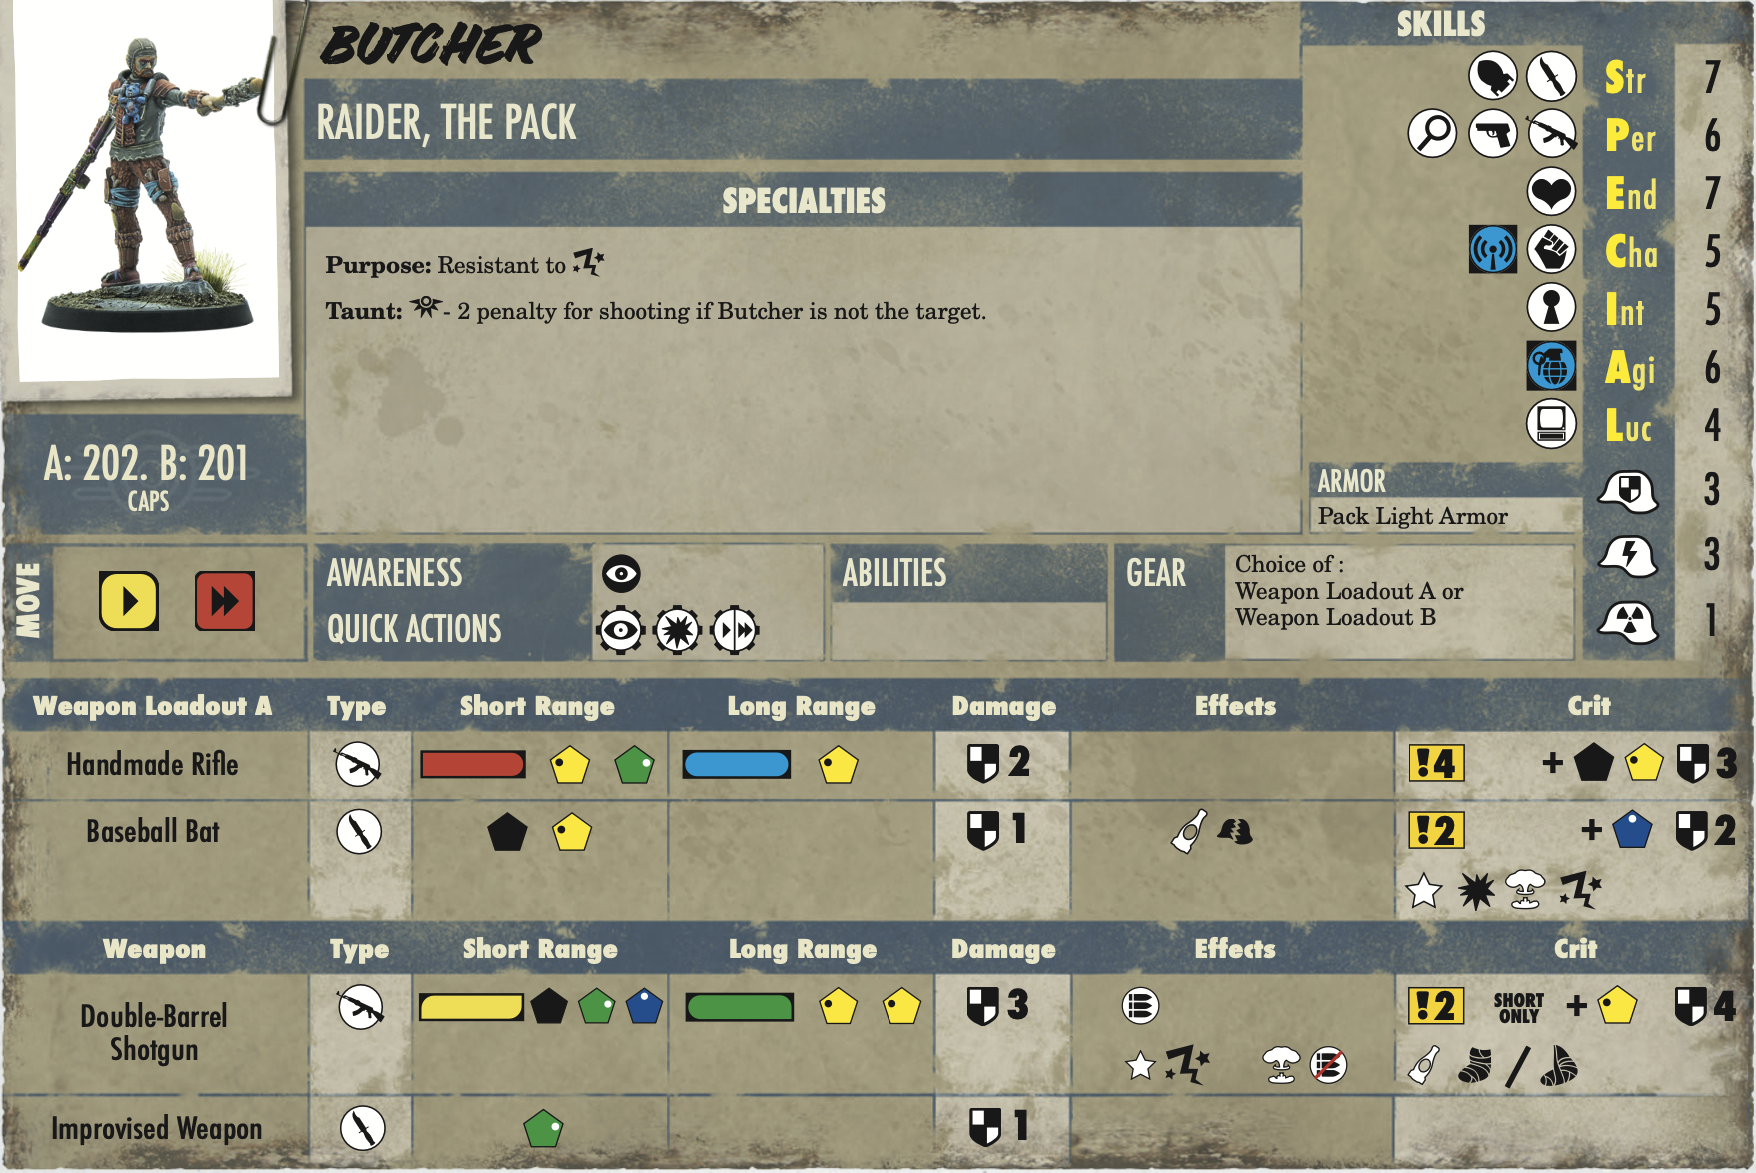 BUTCHER
RAIDER, THE PACK
SPECIALTIES
Purpose: Resistant to
Taunt: - 2 penalty for shooting if Butcher is not the target.
A: 202. B: 201
CAPS
SKILLS
Str 7
Per 6
End 7
Cha 5
Int 5
Agi 6
Luc 4
ARMOR
Pack Light Armor
3
3
1
MOVE
AWARENESS
QUICK ACTIONS
ABILITIES
GEAR
Choice of :
Weapon Loadout A or
Weapon Loadout B
Weapon Loadout A Type Short Range Long Range Damage Effects Crit
Handmade Rifle 2 !4 + 3
Baseball Bat 1 !2 + 2
Weapon Type Short Range Long Range Damage Effects Crit
Double-Barrel
Shotgun 3 !2 SHORT
ONLY + 4
/
Improvised Weapon 1